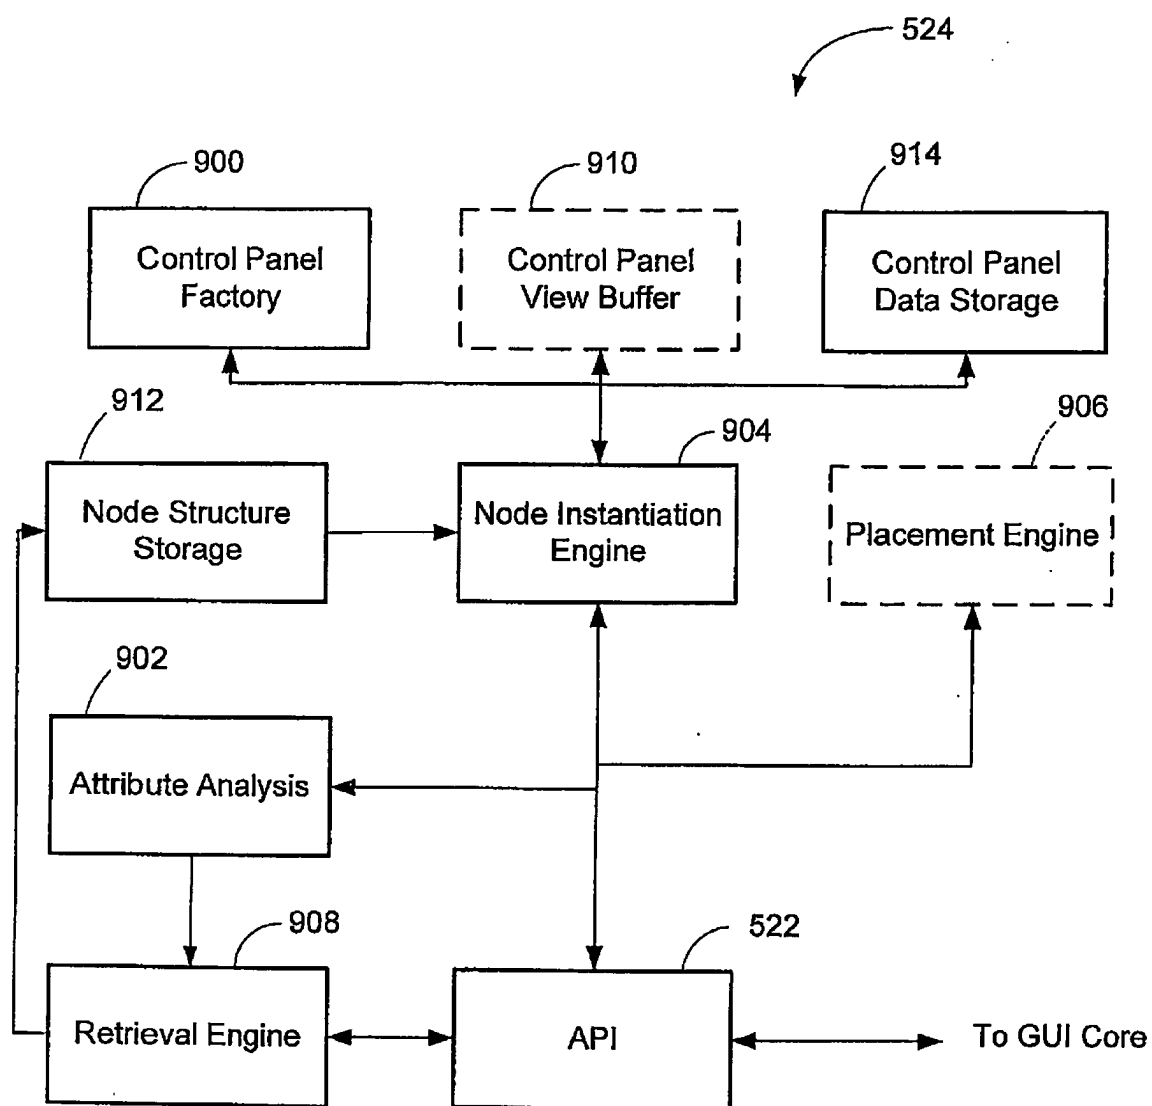 524
900
910
914
Control Panel
Factory
Control Panel
View Buffer
Control Panel
Data Storage
912
904
906
Node Structure
Storage
Node Instantiation
Engine
Placement Engine
902
Attribute Analysis
908
522
Retrieval Engine
API
To GUI Core